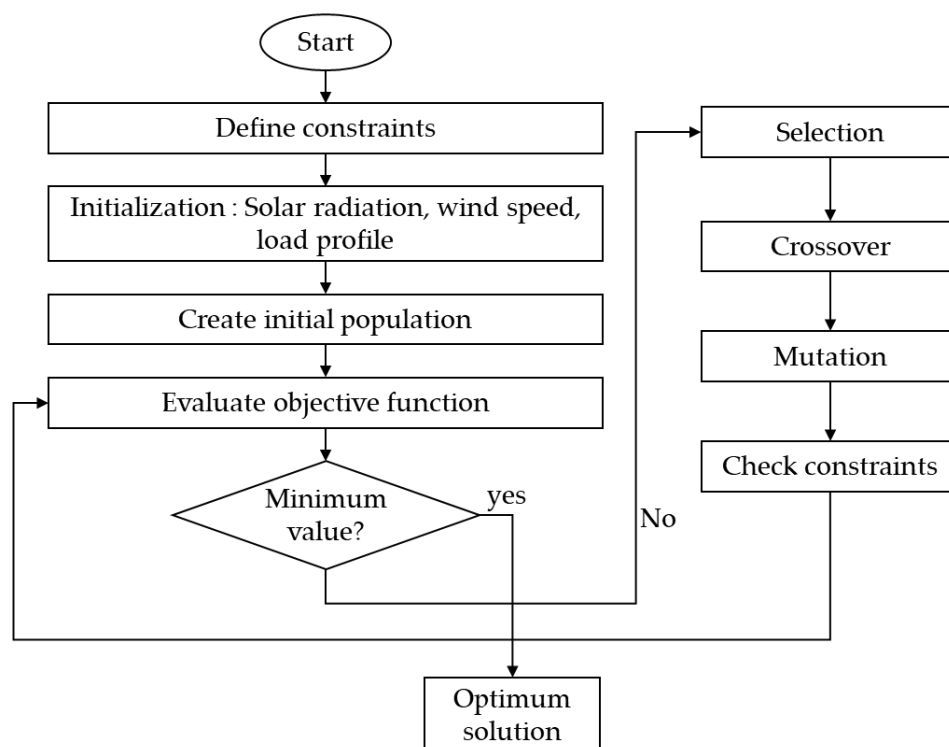 Start
Define constraints
Initialization : Solar radiation, wind speed,
load profile
Create initial population
Evaluate objective function
Minimum
value?
yes
No
Selection
Crossover
Mutation
Check constraints
Optimum
solution